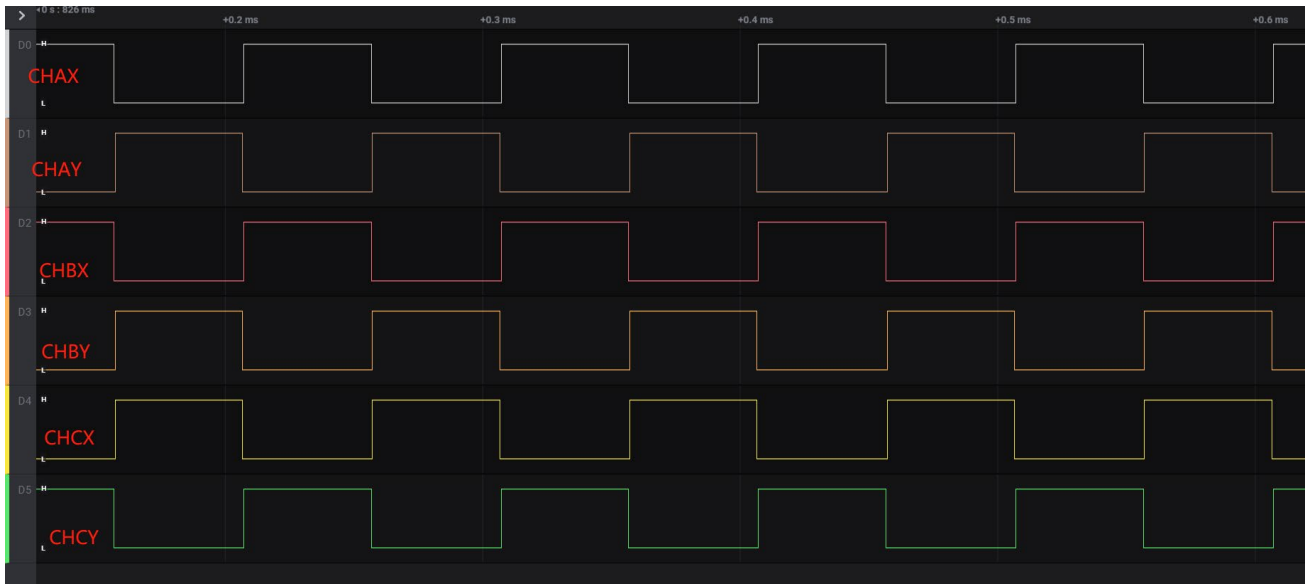 0 s : 826 ms
+0.2 ms +0.3 ms +0.4 ms +0.5 ms +0.6 ms
D0 H
CHAX
L
D1 H
CHAY
L
D2 H
CHBX
L
D3 H
CHBY
L
D4 H
CHCX
L
D5 H
CHCY
L